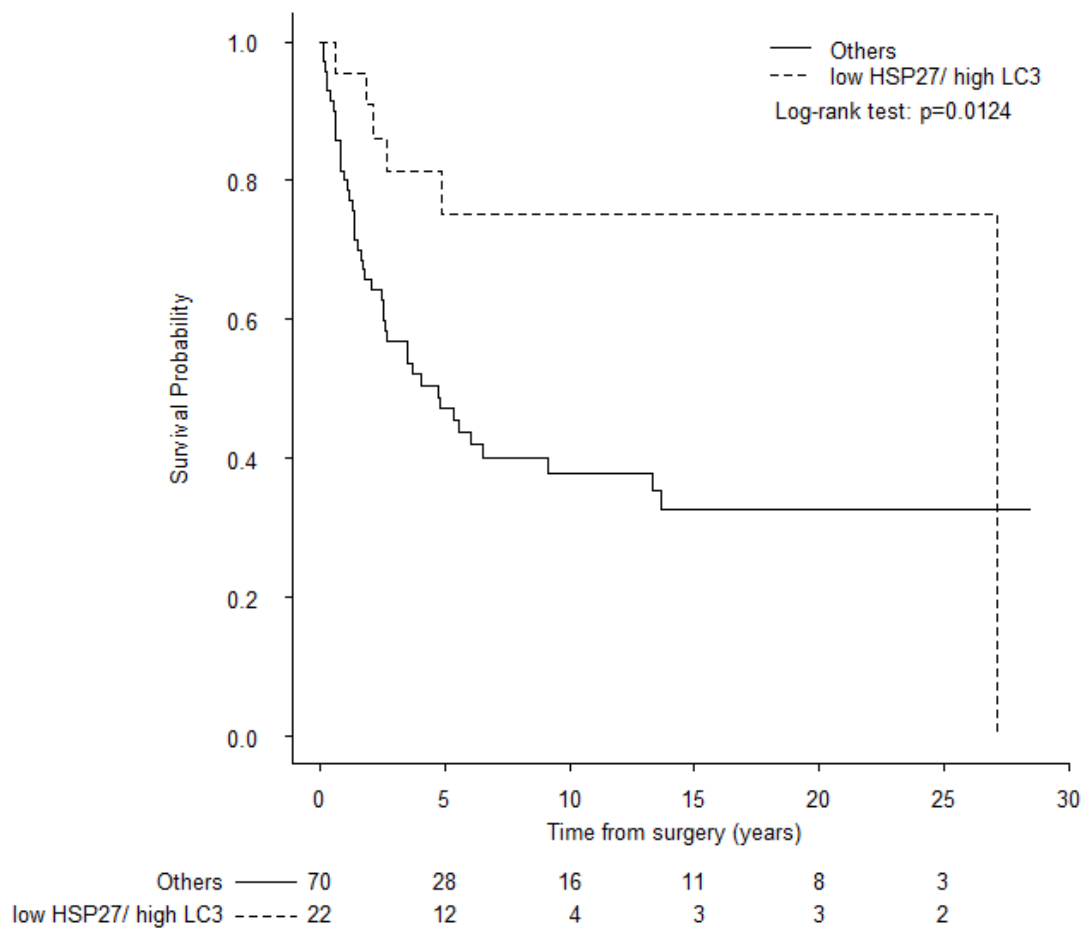 Others
low HSP27/ high LC3
Log-rank test: p=0.0124
1.0
0.8
0.6
0.4
0.2
0.0
Survival Probability
0 5 10 15 20 25 30
Time from surgery (years)
Others 70 28 16 11 8 3
low HSP27/ high LC3 22 12 4 3 3 2